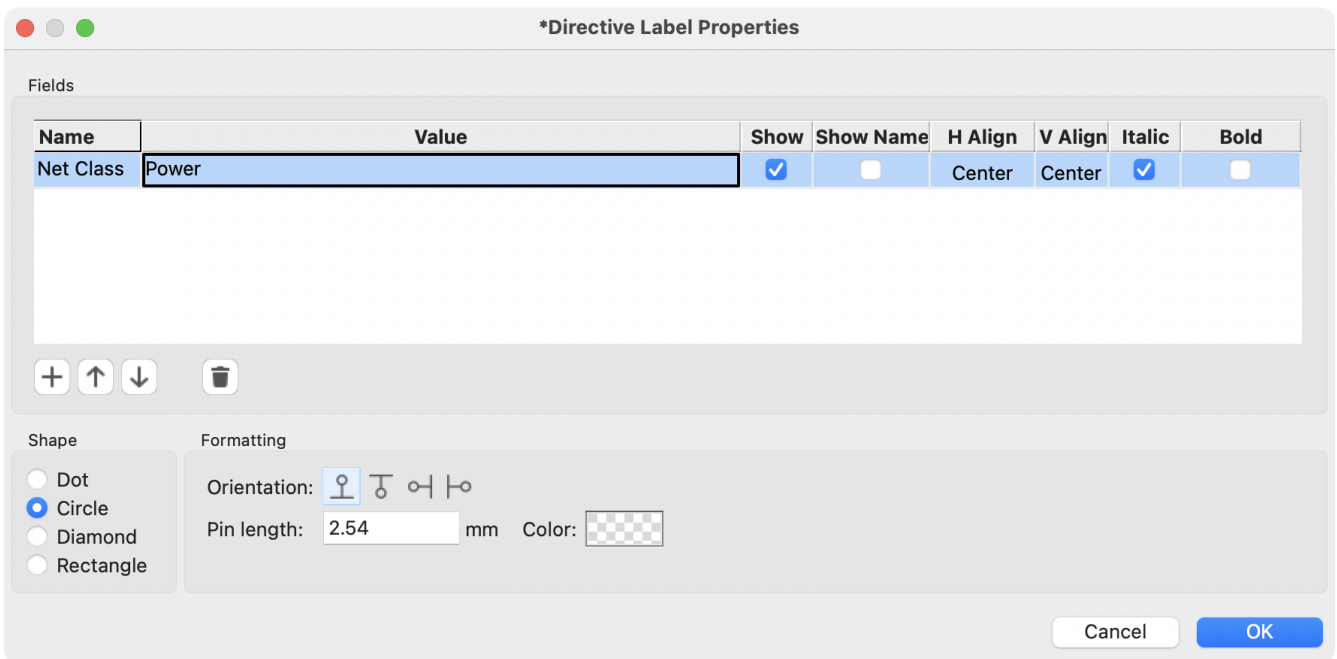 *Directive Label Properties
Fields
Name Value Show Show Name H Align V Align Italic Bold
Net Class Power Center Center
Shape Formatting
Dot
Circle
Diamond
Rectangle
Orientation:
Pin length: 2.54 mm Color:
Cancel OK